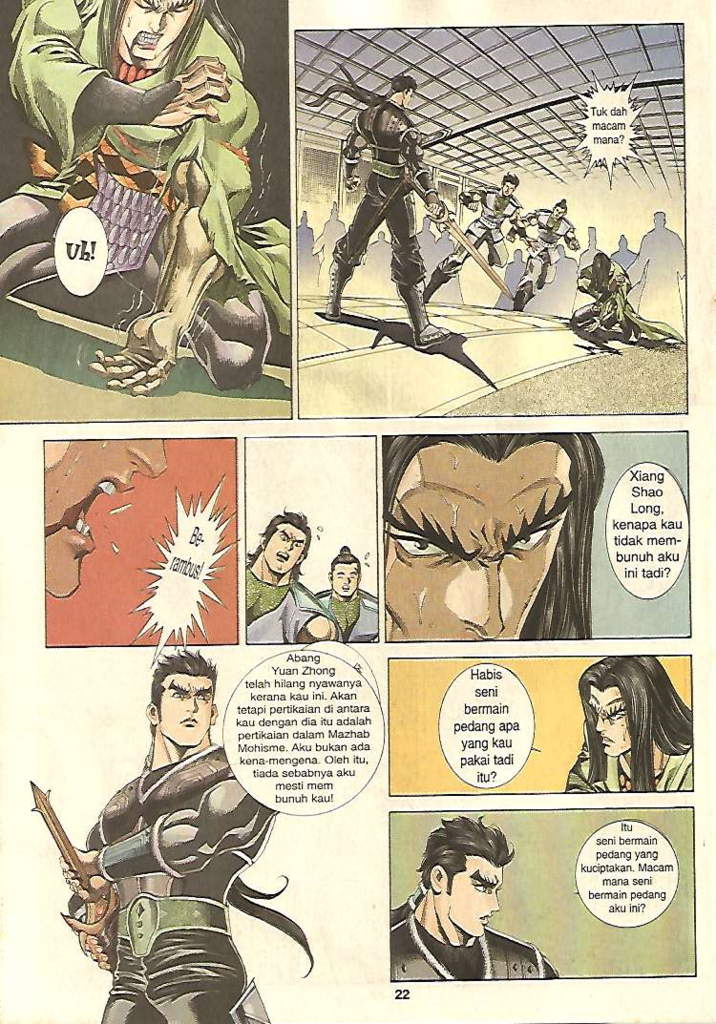 Uh!
Tuk dah
macam
mana?
Be-
rambus!
Xiang
Shao
Long,
kenapa kau
tidak mem-
bunuh aku
ini tadi?
Abang
Yuan Zhong
telah hilang nyawanya
kerana kau ini. Akan
tetapi pertikaian di antara
kau dengan dia itu adalah
pertikaian dalam Mazhab
Mohisme. Aku bukan ada
kena-mengena. Oleh itu,
tiada sebabnya aku
mesti mem
bunuh kau!
Habis
seni
bermain
pedang apa
yang kau
pakai tadi
itu?
Itu
seni bermain
pedang yang
kuciptakan. Macam
mana seni
bermain pedang
aku ini?
22